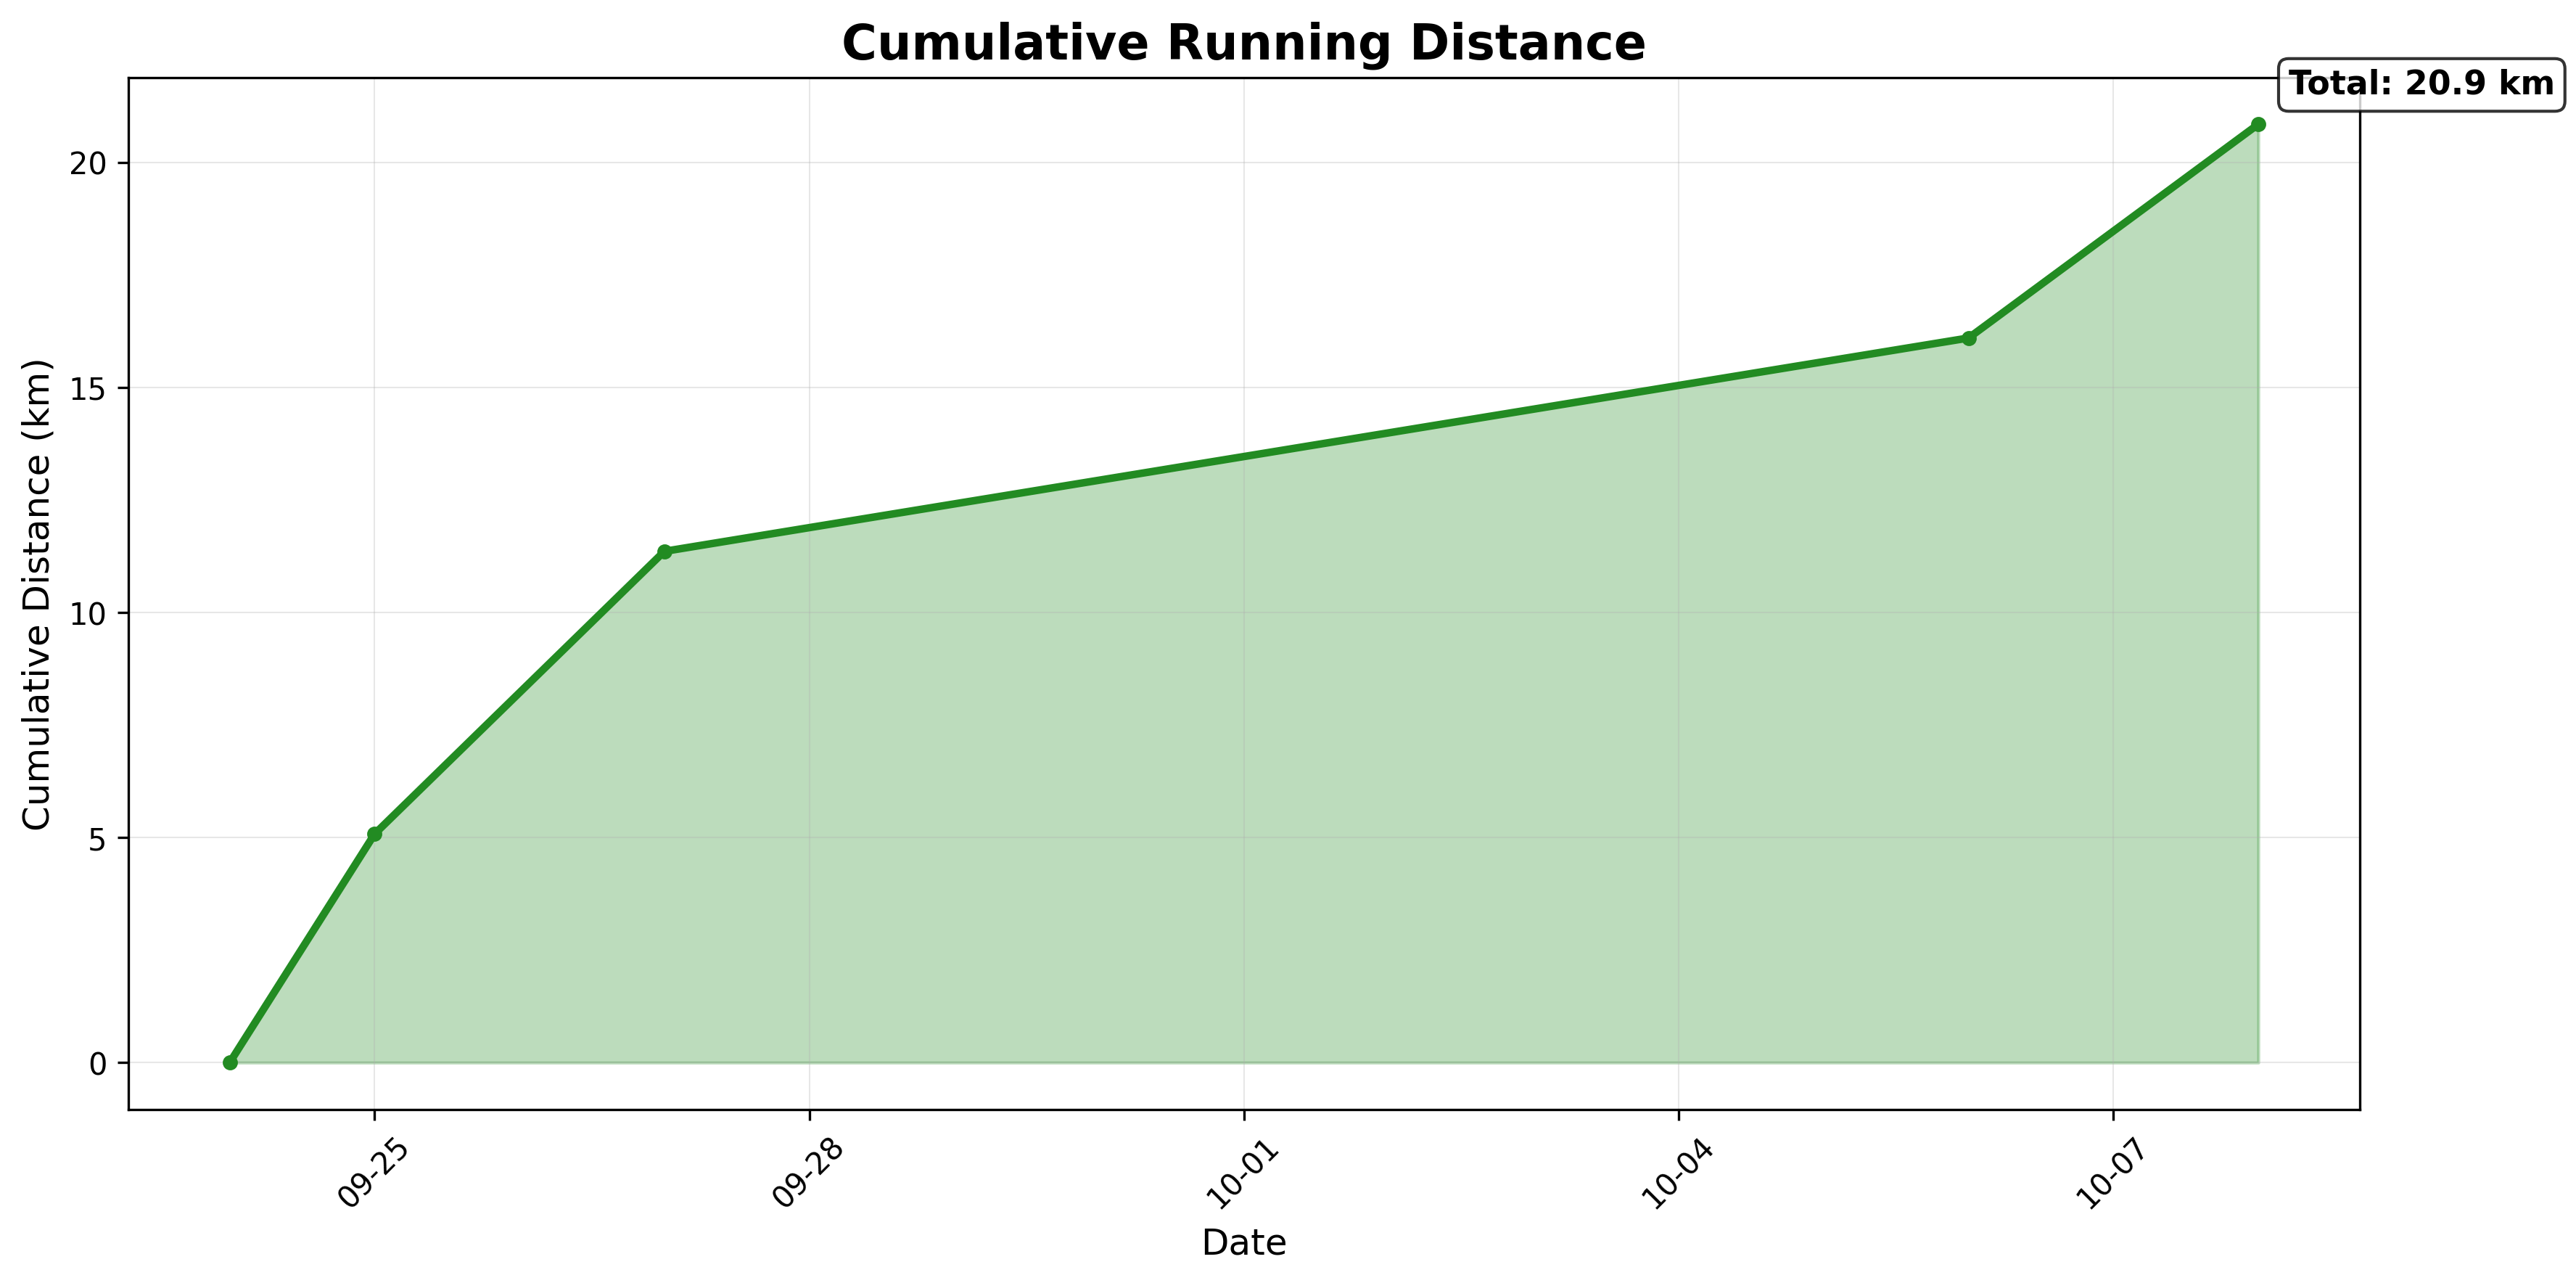 Cumulative Running Distance
Total: 20.9 km
Cumulative Distance (km)
20
15
10
5
0
09-25
09-28
10-01
10-04
10-07
Date